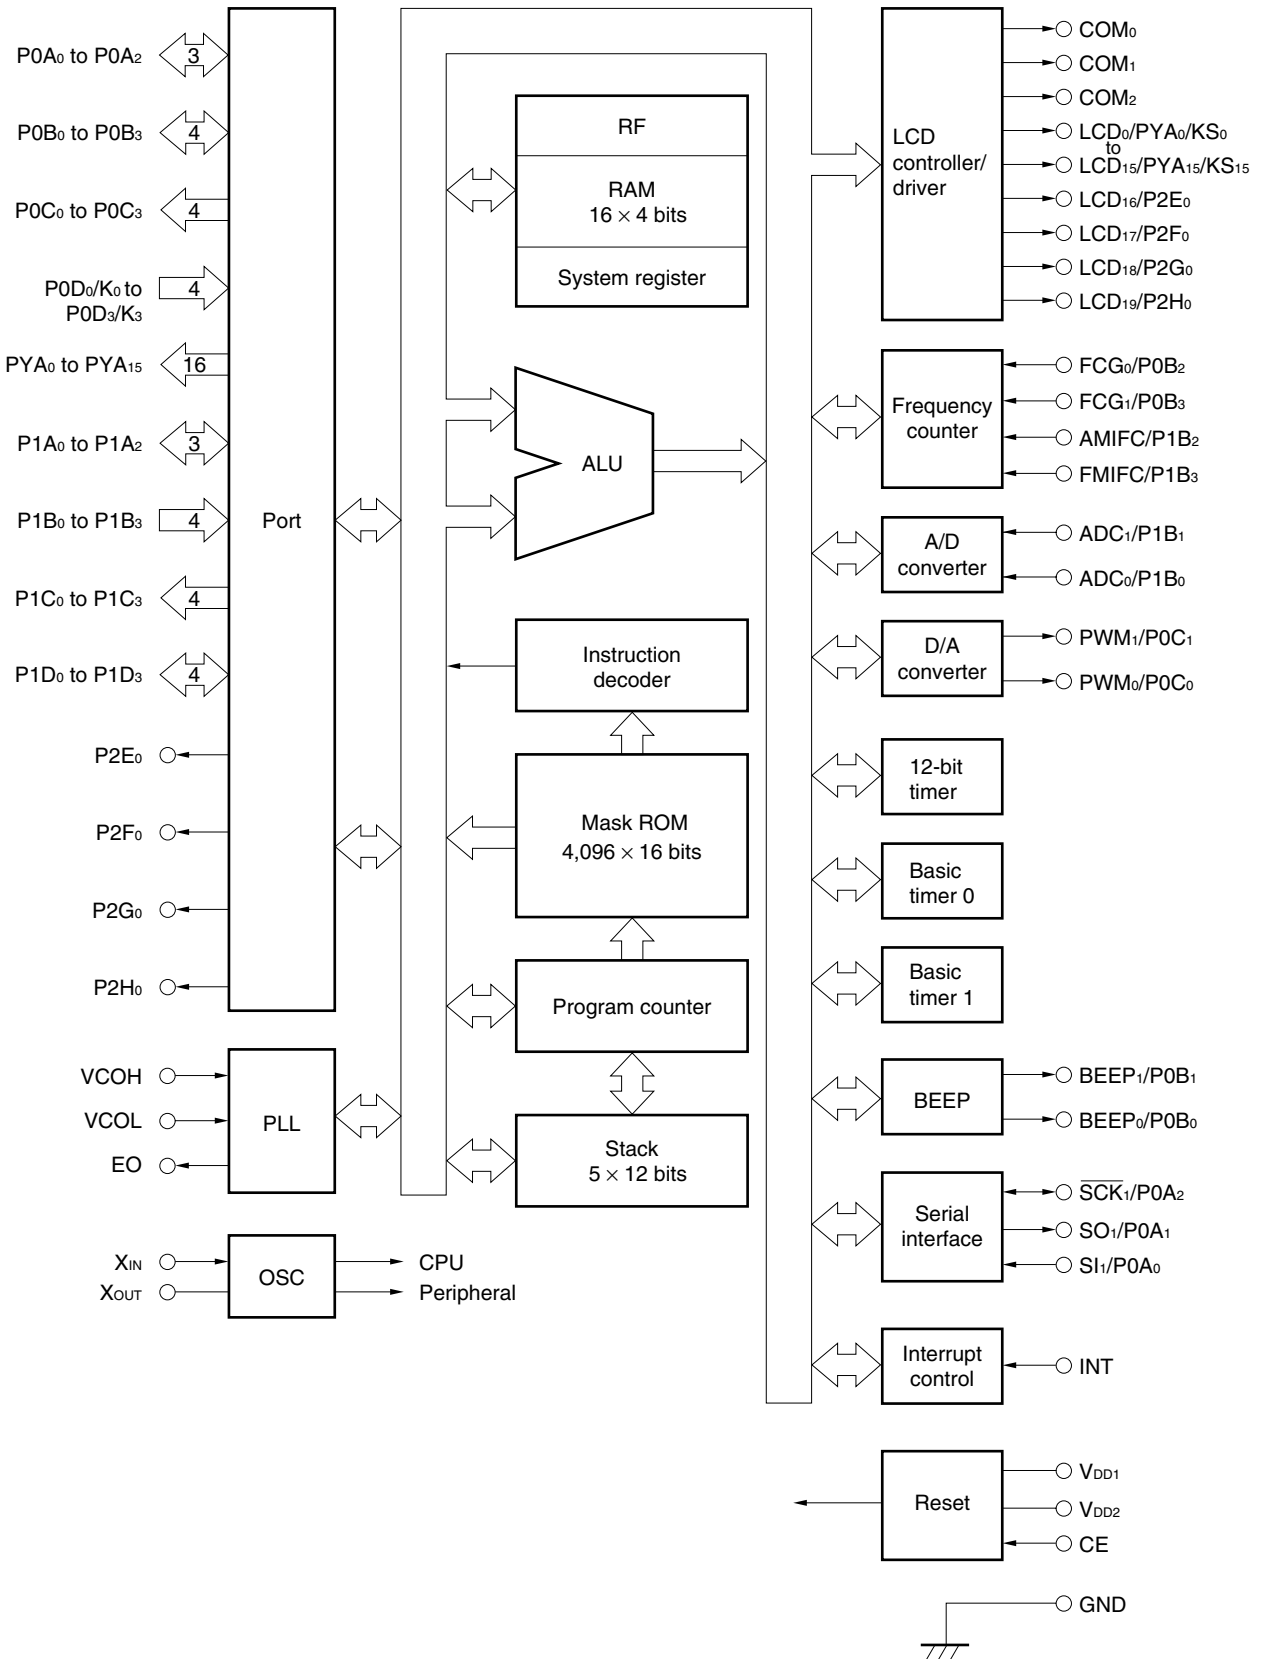 P0A0 to P0A2
3
P0B0 to P0B3
4
P0C0 to P0C3
4
P0D0/K0 to
P0D3/K3
4
PYA0 to PYA15
16
P1A0 to P1A2
3
P1B0 to P1B3
4
P1C0 to P1C3
4
P1D0 to P1D3
4
P2E0
P2F0
P2G0
P2H0
Port
VCOH
VCOL
EO
PLL
XIN
XOUT
OSC
CPU
Peripheral
RF
RAM
16 × 4 bits
System register
ALU
Instruction
decoder
Mask ROM
4,096 × 16 bits
Program counter
Stack
5 × 12 bits
LCD
controller/
driver
COM0
COM1
COM2
LCD0/PYA0/KS0
to
LCD15/PYA15/KS15
LCD16/P2E0
LCD17/P2F0
LCD18/P2G0
LCD19/P2H0
Frequency
counter
FCG0/P0B2
FCG1/P0B3
AMIFC/P1B2
FMIFC/P1B3
A/D
converter
ADC1/P1B1
ADC0/P1B0
D/A
converter
PWM1/P0C1
PWM0/P0C0
12-bit
timer
Basic
timer 0
Basic
timer 1
BEEP
BEEP1/P0B1
BEEP0/P0B0
Serial
interface
SCK1/P0A2
SO1/P0A1
SI1/P0A0
Interrupt
control
INT
Reset
VDD1
VDD2
CE
GND